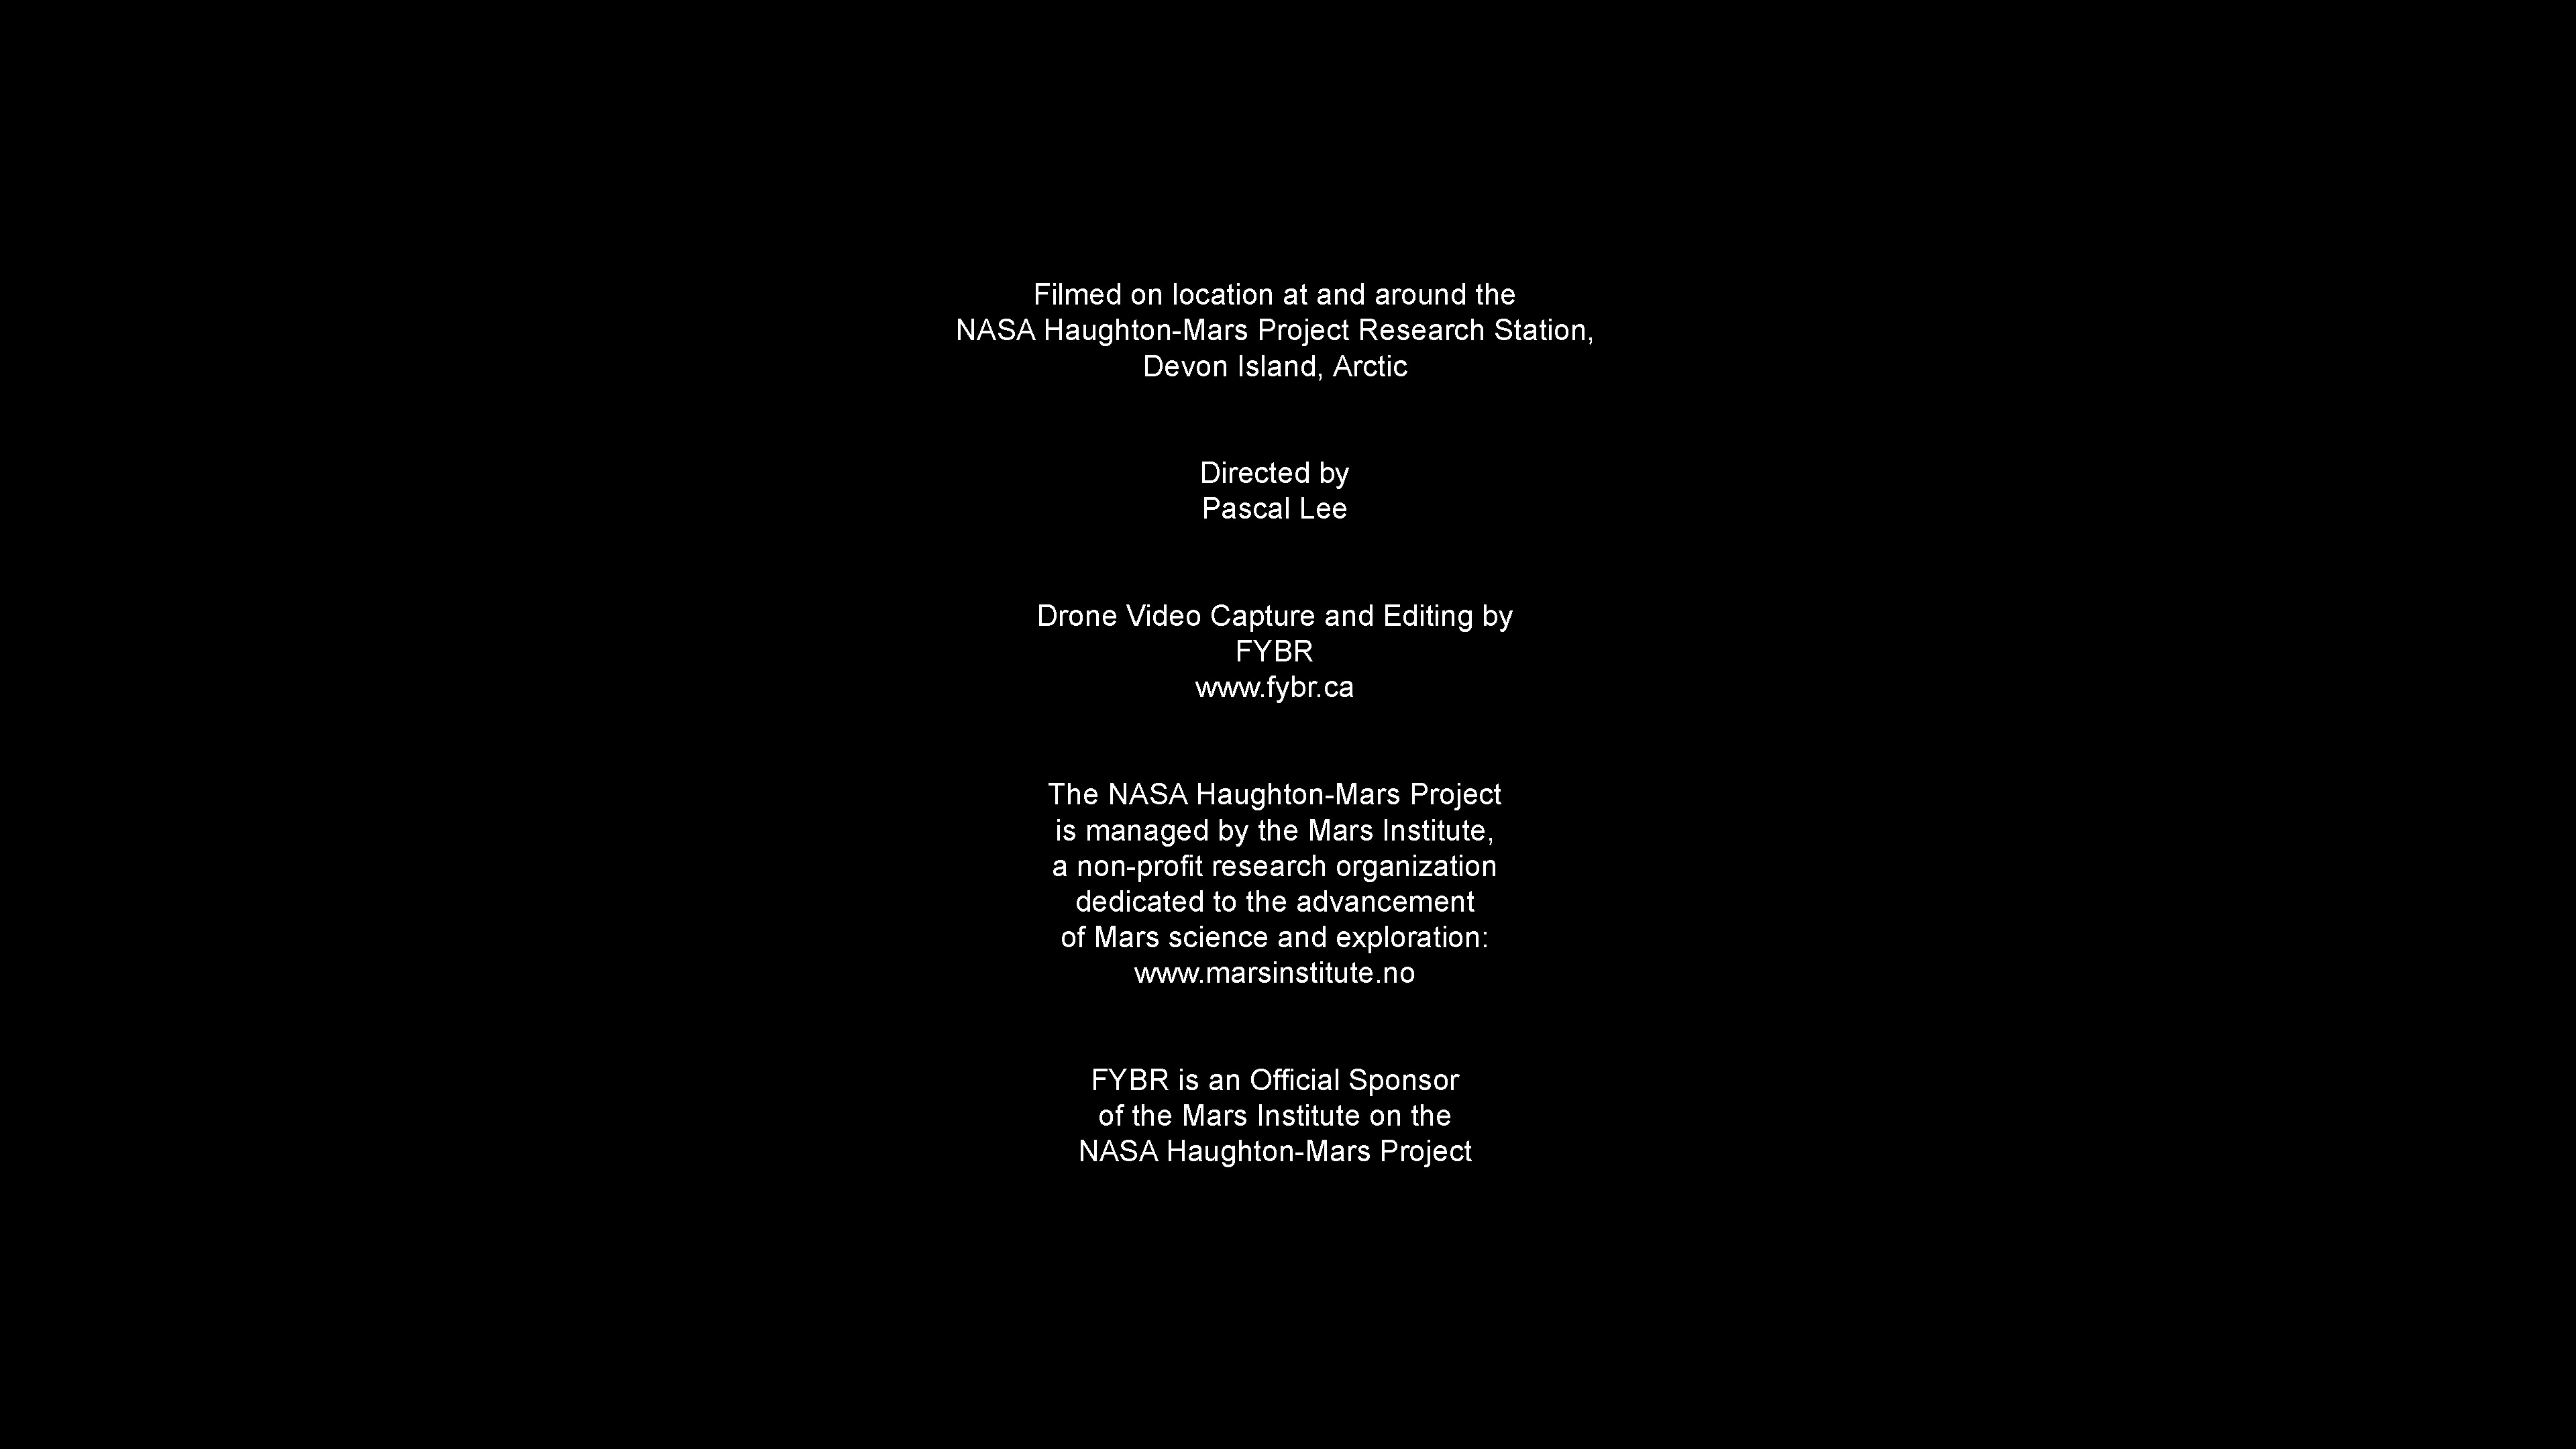 Filmed on location at and around the
NASA Haughton-Mars Project Research Station,
Devon Island, Arctic
Directed by
Pascal Lee
Drone Video Capture and Editing by
FYBR
www.fybr.ca
The NASA Haughton-Mars Project
is managed by the Mars Institute,
a non-profit research organization
dedicated to the advancement
of Mars science and exploration:
www.marsinstitute.no
FYBR is an Official Sponsor
of the Mars Institute on the
NASA Haughton-Mars Project